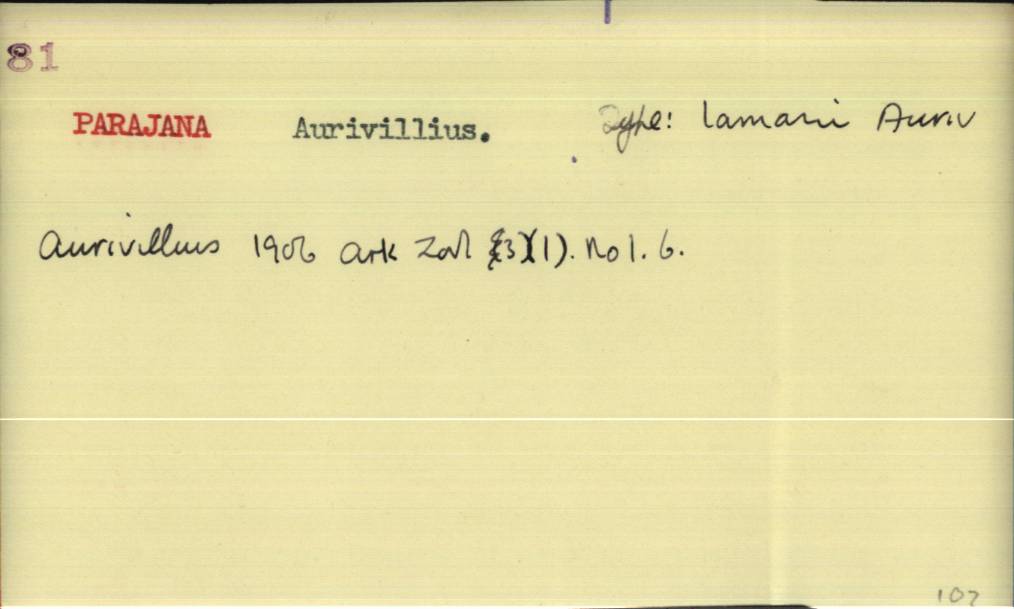 81
PARAJANA Aurivillius. Type: lamani Auriv
Aurivillius 1906 Ark Zool 3(1). No 1. 6.
107